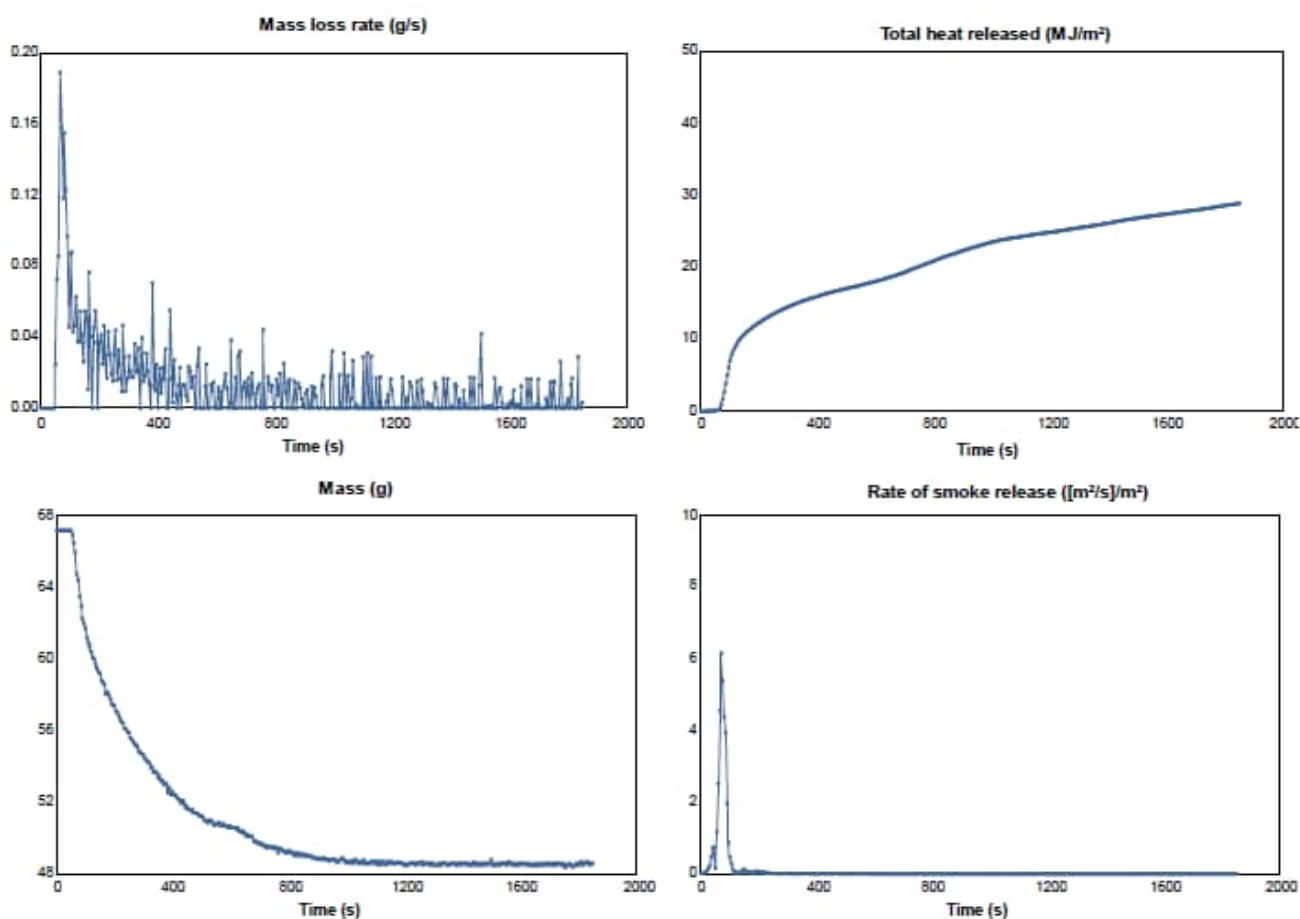 Mass loss rate (g/s)
0.20
0.16
0.12
0.08
0.04
0.00
0 400 800 1200 1600 2000
Time (s)
Total heat released (MJ/m²)
50
40
30
20
10
0
0 400 800 1200 1600 2000
Time (s)
Mass (g)
68
64
60
56
52
48
0 400 800 1200 1600 2000
Time (s)
Rate of smoke release ([m²/s]/m²)
10
8
6
4
2
0
0 400 800 1200 1600 2000
Time (s)